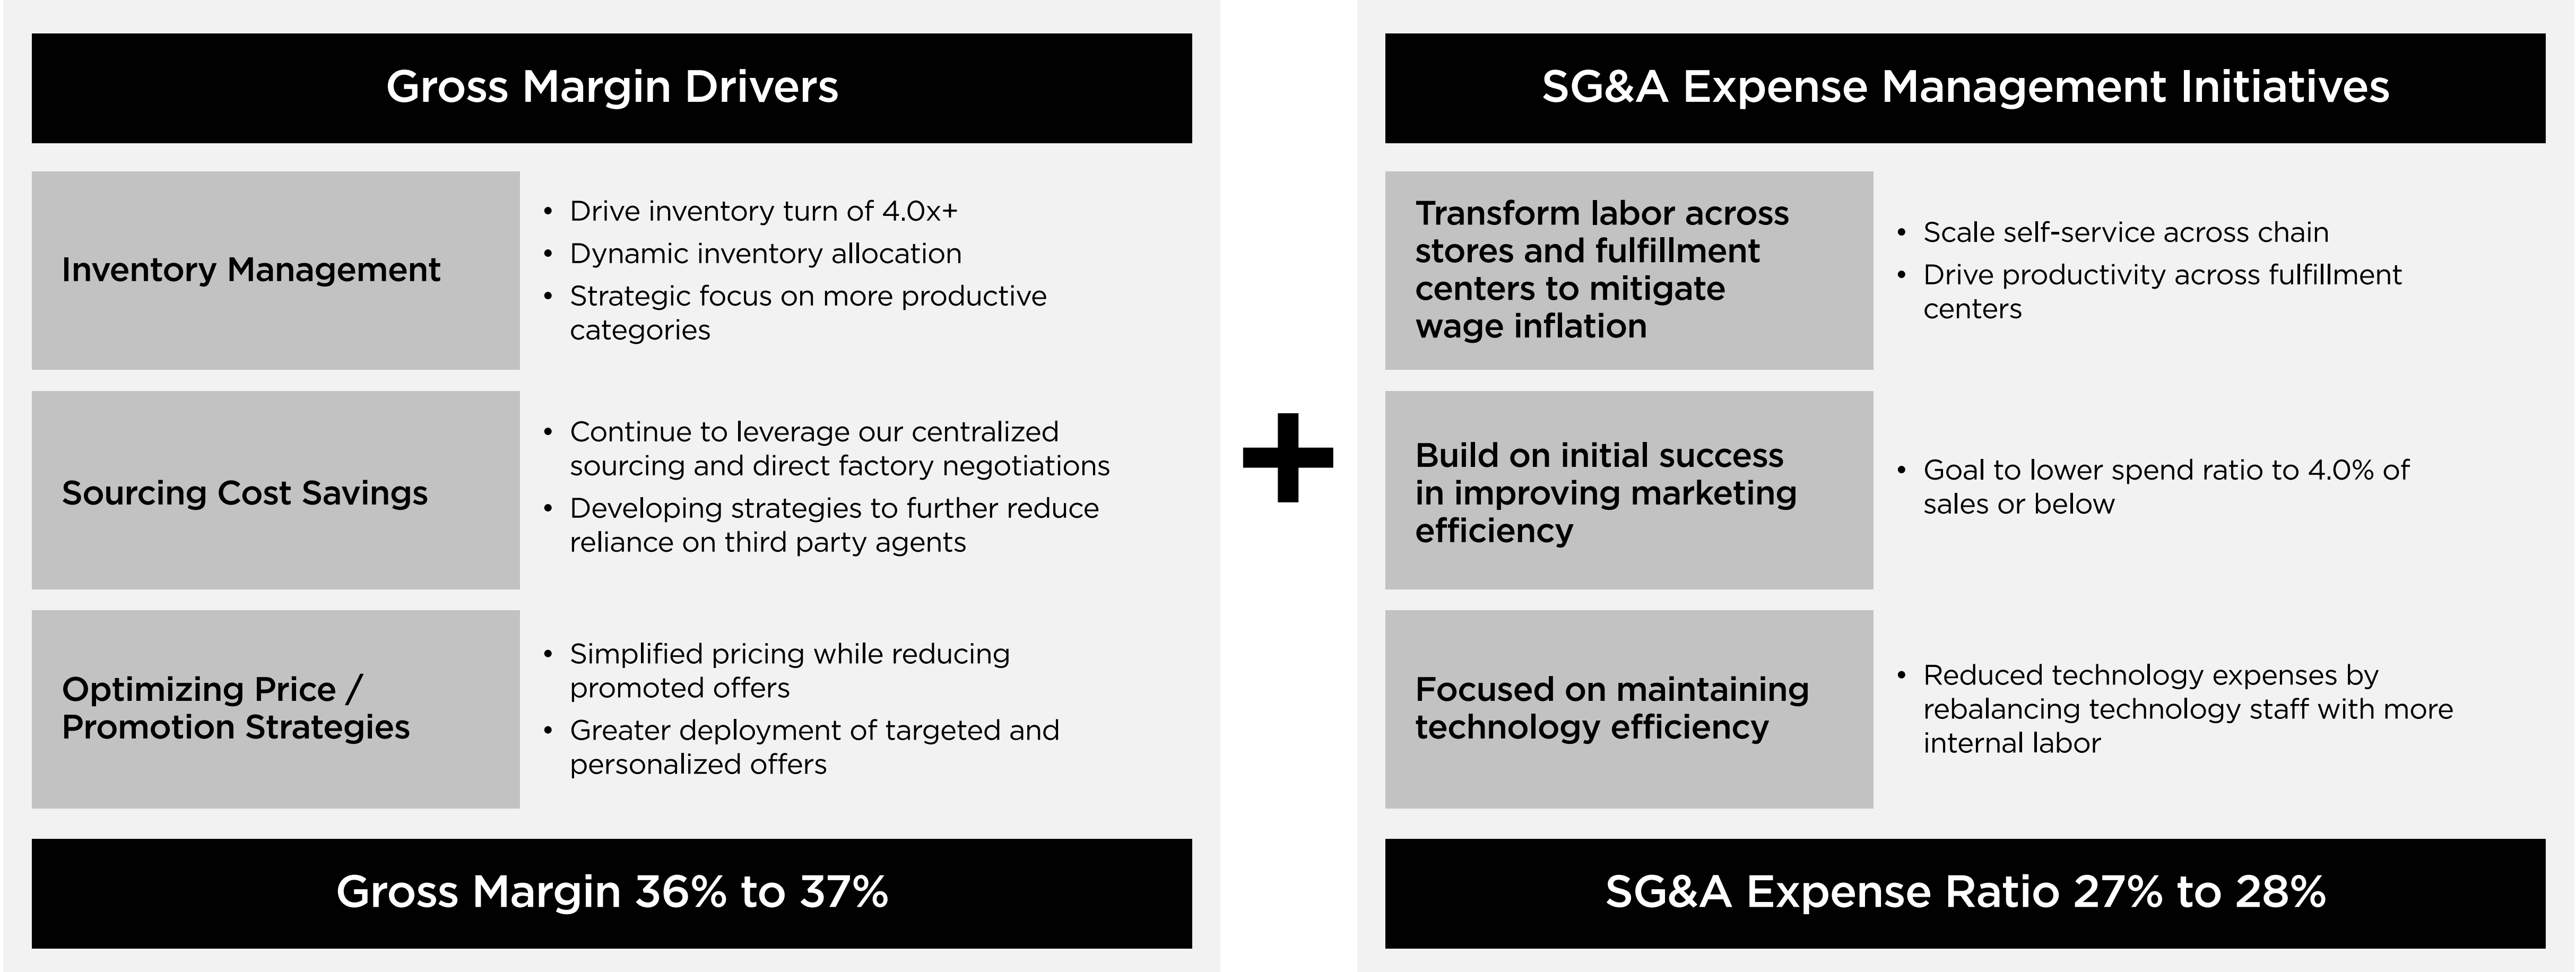 Gross Margin Drivers
Inventory Management
• Drive inventory turn of 4.0x+
• Dynamic inventory allocation
• Strategic focus on more productive
categories
Sourcing Cost Savings
• Continue to leverage our centralized
sourcing and direct factory negotiations
• Developing strategies to further reduce
reliance on third party agents
Optimizing Price /
Promotion Strategies
• Simplified pricing while reducing
promoted offers
• Greater deployment of targeted and
personalized offers
Gross Margin 36% to 37%
+
SG&A Expense Management Initiatives
Transform labor across
stores and fulfillment
centers to mitigate
wage inflation
• Scale self-service across chain
• Drive productivity across fulfillment
centers
Build on initial success
in improving marketing
efficiency
• Goal to lower spend ratio to 4.0% of
sales or below
Focused on maintaining
technology efficiency
• Reduced technology expenses by
rebalancing technology staff with more
internal labor
SG&A Expense Ratio 27% to 28%